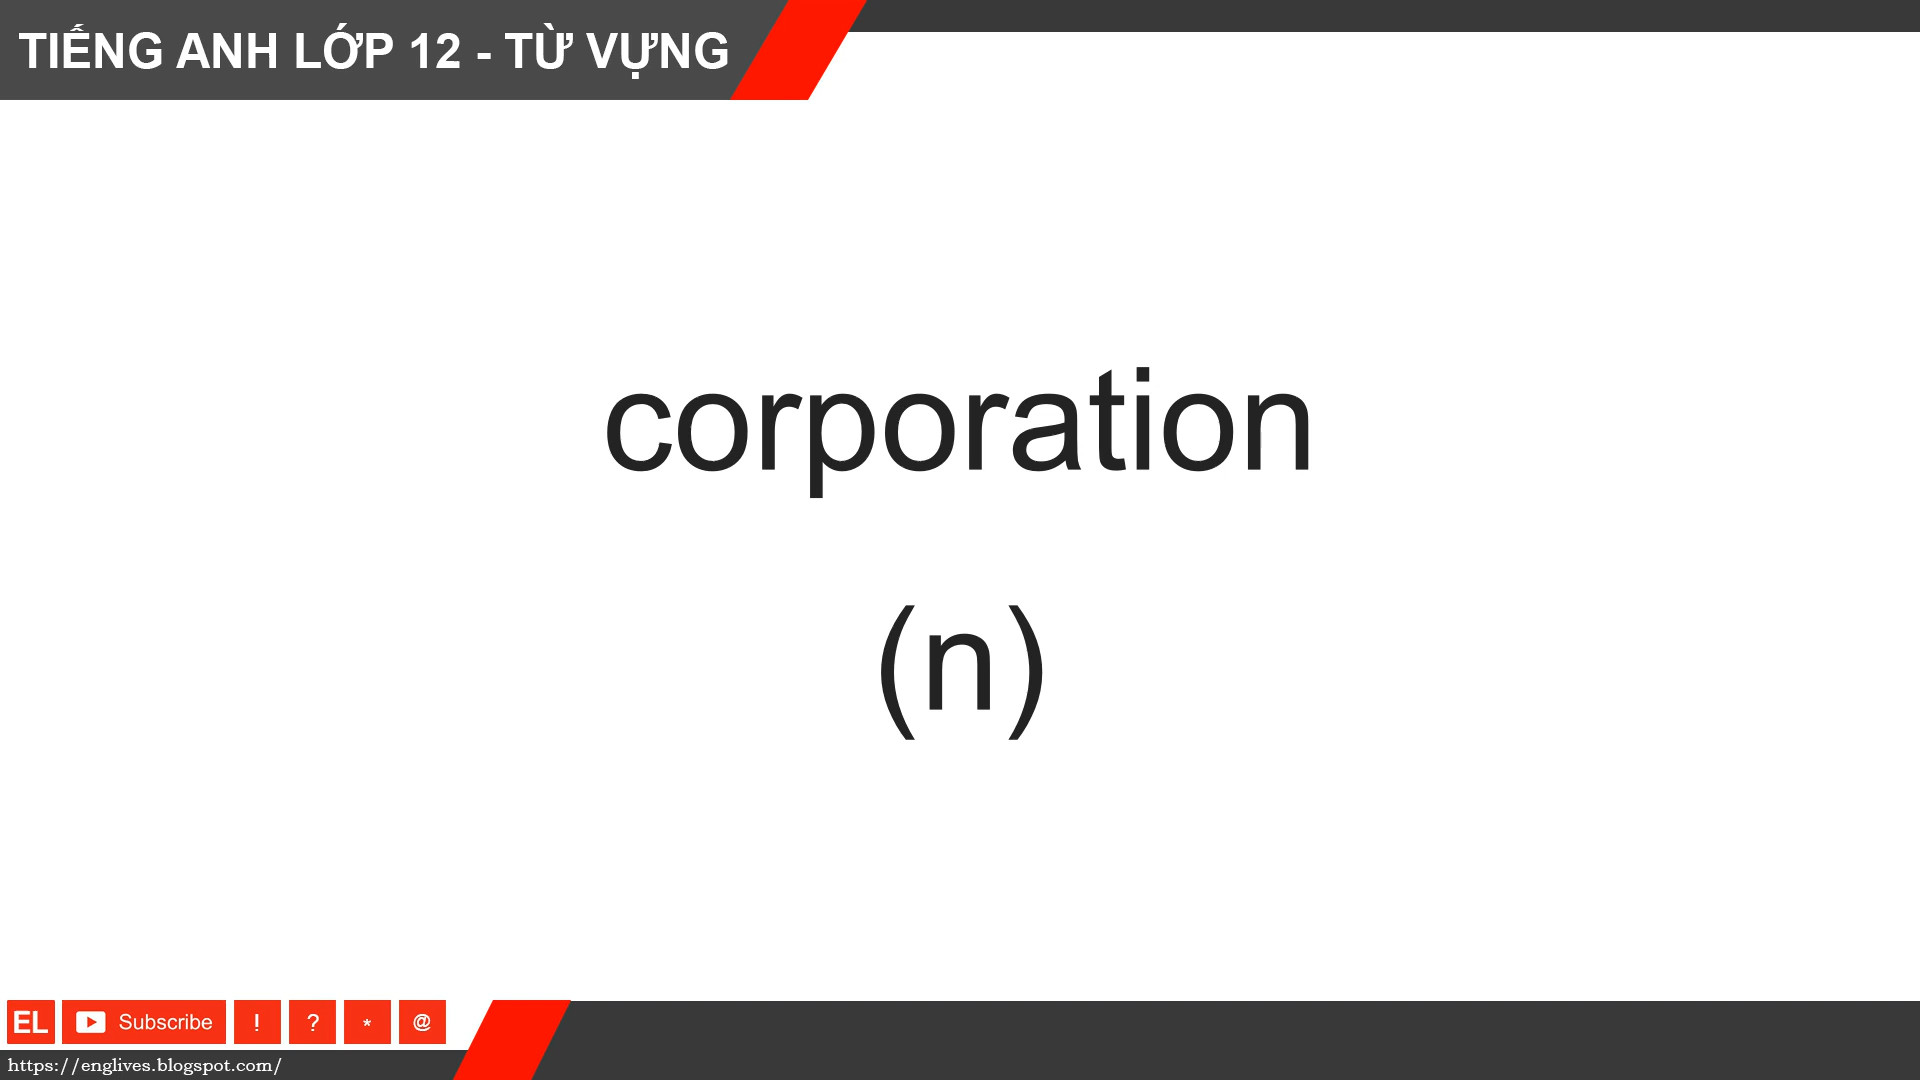 TIẾNG ANH LỚP 12 - TỪ VỰNG
corporation
(n)
EL Subscribe ! ? * @
https://englives.blogspot.com/